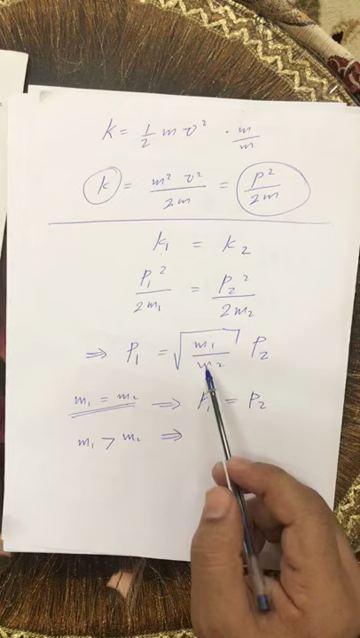 K = 1/2 m v² · m/m
K = m² v²/2m = P²/2m
K₁ = K₂
P₁²/2m₁ = P₂²/2m₂
⇒ P₁ = √(m₁/m₂) P₂
m₁ = m₂ ⇒ P₁ = P₂
m₁ > m₂ ⇒